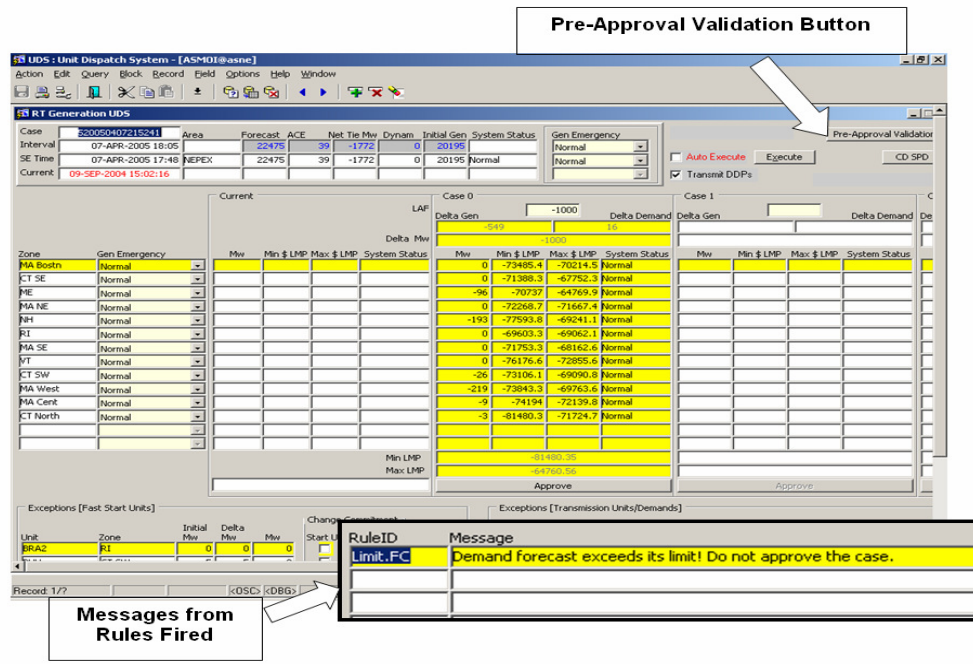 Pre-Approval Validation Button
UDS : Unit Dispatch System - [ASMOI@asne]
Action Edit Query Block Record Field Options Help Window
RT Generation UDS
Case 520050407215241 Area Forecast ACE Net Tie Mw Dynam Initial Gen System Status Gen Emergency Pre-Approval Validation
Interval 07-APR-2005 18:05 22475 39 -1772 0 20195 Normal
SE Time 07-APR-2005 17:48 NEPEX 22475 39 -1772 0 20195 Normal Normal Auto Execute Execute CD SPD
Current 09-SEP-2004 15:02:16 Transmit DDPs
Current Case 0 Case 1
LAF -1000
Delta Gen Delta Demand Delta Gen Delta Demand De
-549 16
Delta Mw -1000
Zone Gen Emergency Mw Min $ LMP Max $ LMP System Status Mw Min $ LMP Max $ LMP System Status Mw Min $ LMP Max $ LMP System Status
MA Bostn Normal 0 -73485.4 -70214.5 Normal
CT SE Normal 0 -71388.3 -67752.3 Normal
ME Normal -96 -70737 -64769.9 Normal
MA NE Normal 0 -72268.7 -71667.4 Normal
NH Normal -193 -77593.8 -69241.1 Normal
RI Normal 0 -69603.3 -69062.1 Normal
MA SE Normal 0 -71753.3 -68162.6 Normal
VT Normal 0 -76176.6 -72855.6 Normal
CT SW Normal -26 -73106.1 -69090.8 Normal
MA West Normal -219 -73843.3 -69763.6 Normal
MA Cent Normal -9 -74194 -72139.8 Normal
CT North Normal -3 -81480.3 -71724.7 Normal
Min LMP -81480.35
Max LMP -64760.56
Approve Approve
Exceptions [Fast Start Units] Exceptions [Transmission Units/Demands]
Change Commitment
Initial Delta
Unit Zone Mw Mw Mw Start U
BRA2 RI 0 0 0
RuleID Message
Limit.FC Demand forecast exceeds its limit! Do not approve the case.
Record: 1/? <OSC> <DBG>
Messages from
Rules Fired